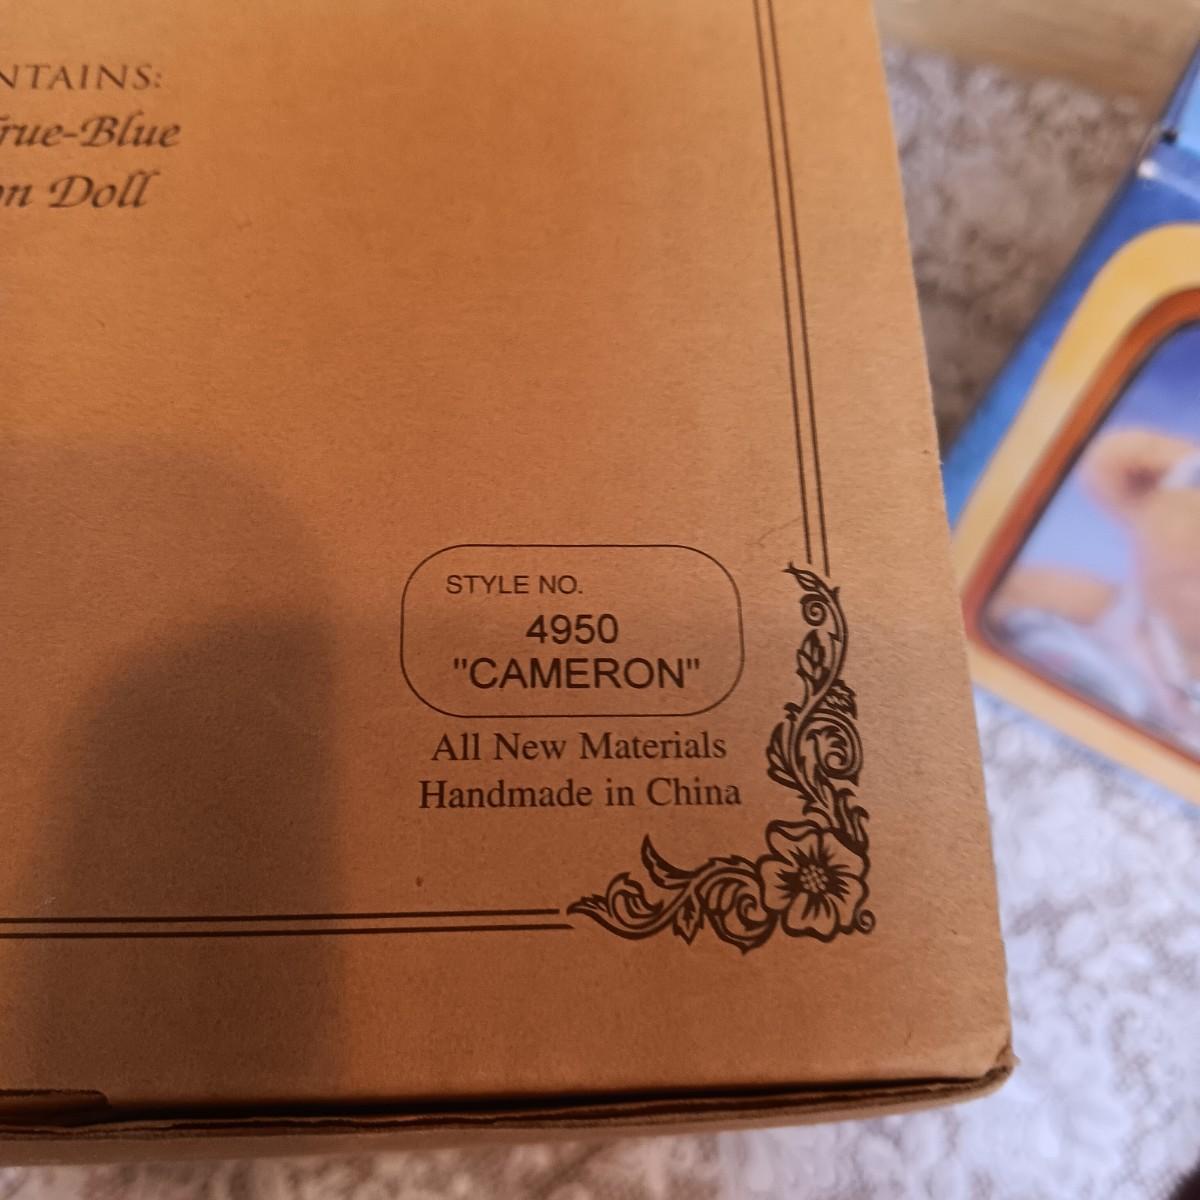 NTAINS:
True-Blue
on Doll
STYLE NO.
4950
"CAMERON"
All New Materials
Handmade in China